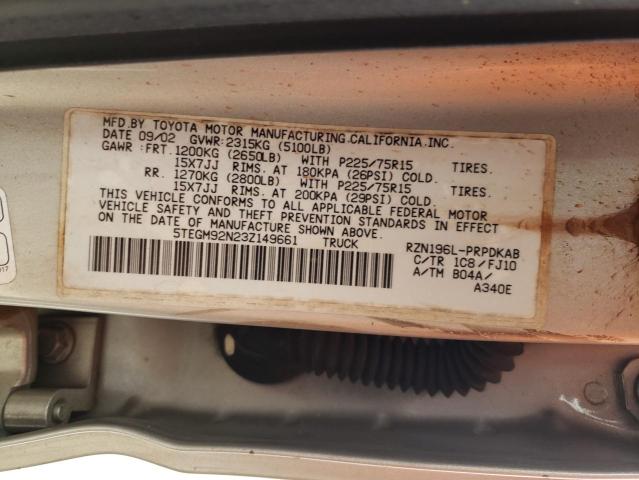 MFD.BY TOYOTA MOTOR MANUFACTURING.CALIFORNIA.INC.
DATE 09/02 GVWR:2315KG (5100LB)
GAWR :FRT.1200KG (2650LB) WITH P225/75R15 TIRES.
15X7JJ RIMS. AT 180KPA (26PSI) COLD.
RR. 1270KG (2800LB) WITH P225/75R15 TIRES.
15X7JJ RIMS. AT 200KPA (29PSI) COLD.
THIS VEHICLE CONFORMS TO ALL APPLICABLE FEDERAL MOTOR
VEHICLE SAFETY AND THEFT PREVENTION STANDARDS IN EFFECT
ON THE DATE OF MANUFACTURE SHOWN ABOVE.
5TEGM92N23Z149661 TRUCK RZN196L-PRPDKAB
C/TR 1C8/FJ10
A/TM B04A/
A340E